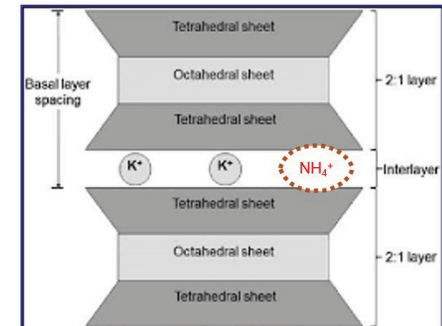 Tetrahedral sheet
Octahedral sheet
Tetrahedral sheet
Basal layer
spacing
2:1 layer
K+ K+ NH₄⁺
Interlayer
Tetrahedral sheet
Octahedral sheet
Tetrahedral sheet
2:1 layer